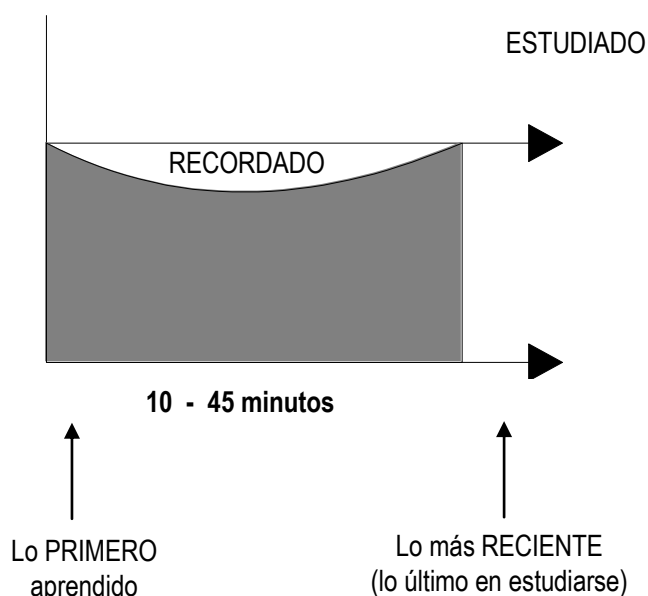 ESTUDIADO
RECORDADO
10 - 45 minutos
Lo PRIMERO
aprendido
Lo más RECIENTE
(lo último en estudiarse)